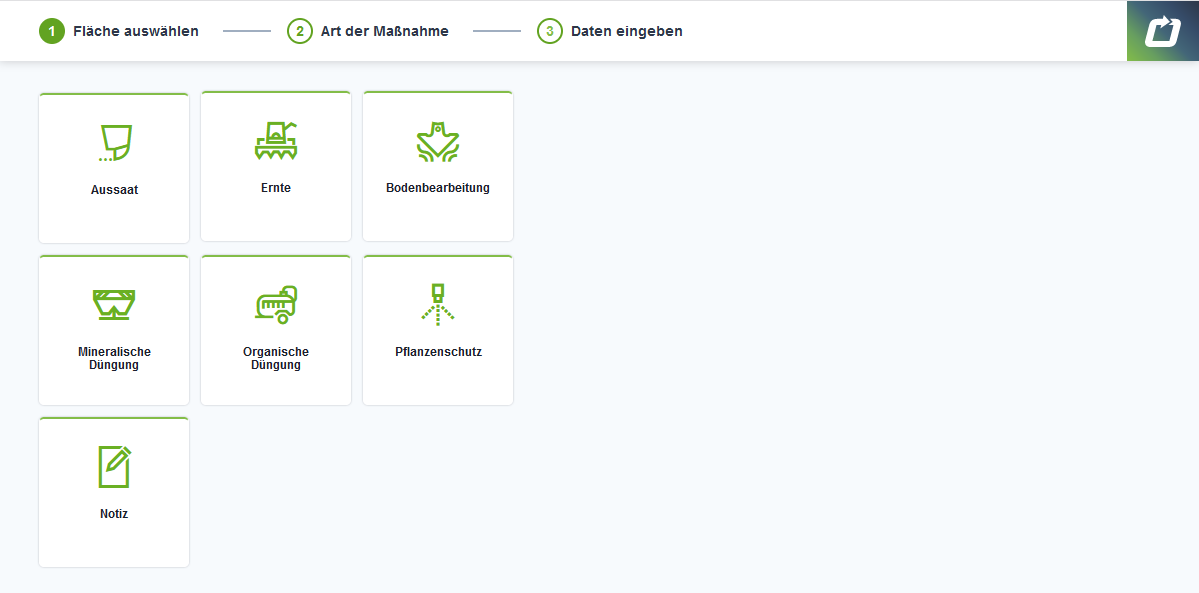 1 Fläche auswählen 2 Art der Maßnahme 3 Daten eingeben
Aussaat Ernte Bodenbearbeitung
Mineralische
Düngung
Organische
Düngung
Pflanzenschutz
Notiz